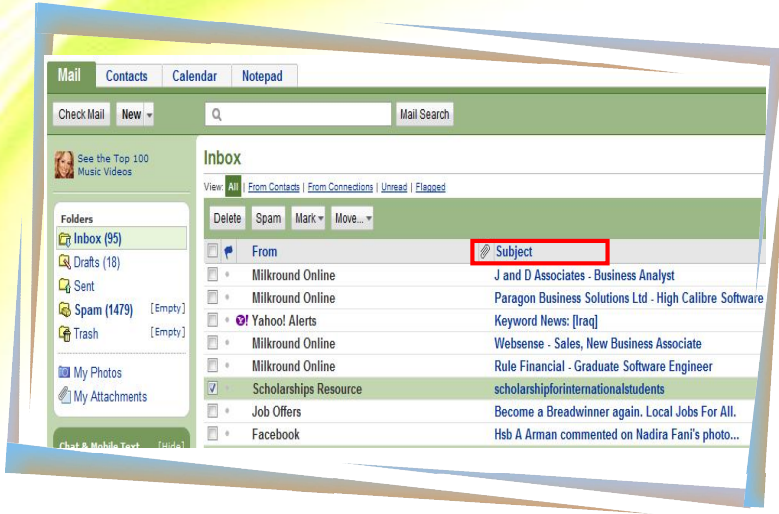 Mail Contacts Calendar Notepad
Check Mail New Mail Search
See the Top 100
Music Videos
Inbox
View: All | From Contacts | From Connections | Unread | Flagged
Delete Spam Mark Move...
Folders
Inbox (95)
Drafts (18)
Sent
Spam (1479) [Empty]
Trash [Empty]
My Photos
My Attachments
Chat & Mobile Text [Hide]
From Subject
Milkround Online J and D Associates - Business Analyst
Milkround Online Paragon Business Solutions Ltd - High Calibre Software
Y! Yahoo! Alerts Keyword News: [Iraq]
Milkround Online Websense - Sales, New Business Associate
Milkround Online Rule Financial - Graduate Software Engineer
Scholarships Resource scholarshipforinternationalstudents
Job Offers Become a Breadwinner again. Local Jobs For All.
Facebook Hsb A Arman commented on Nadira Fani's photo...